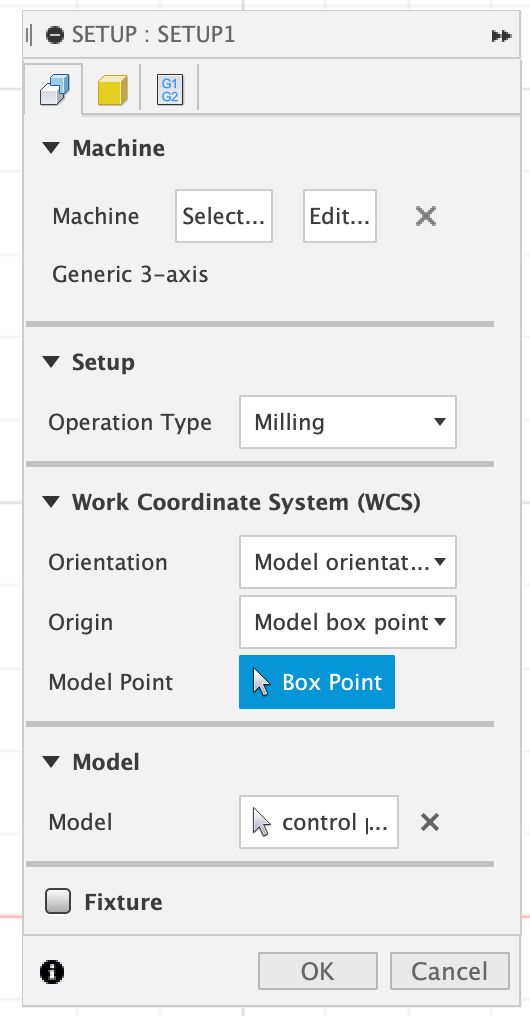 SETUP : SETUP1
G1
G2
Machine
Machine Select... Edit...
Generic 3-axis
Setup
Operation Type Milling
Work Coordinate System (WCS)
Orientation Model orientat...
Origin Model box point
Model Point Box Point
Model
Model control p...
Fixture
OK Cancel